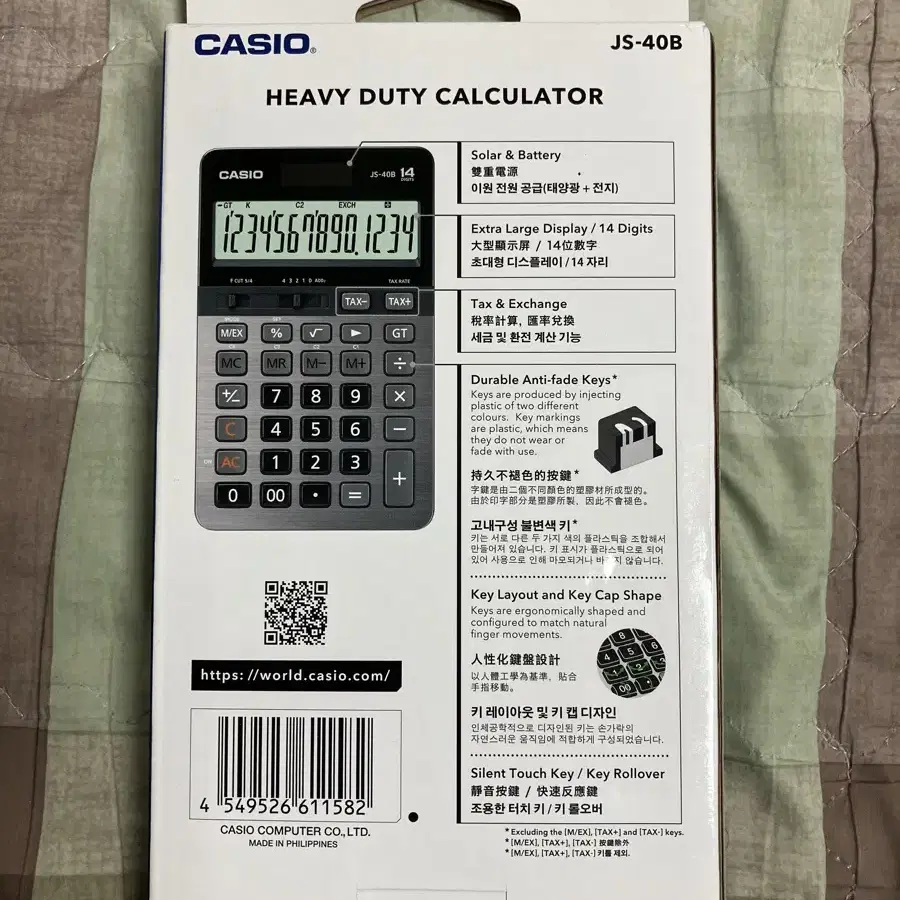 CASIO®
JS-40B
HEAVY DUTY CALCULATOR
CASIO
JS-40B 14
DIGITS
GT K C2 EXCH
12'345'678'901.234
F CUT 5/4
4 3 2 1 0 ADD₂
TAX RATE
TAX− TAX+
M/EX % √ ▶ GT
MC MR M− M+ ÷
+/− 7 8 9 ×
C 4 5 6 −
ON AC 1 2 3 +
0 00 · =
Solar & Battery
雙重電源
이원 전원 공급(태양광 + 전지)
Extra Large Display / 14 Digits
大型顯示屏 / 14位數字
초대형 디스플레이 / 14 자리
Tax & Exchange
稅率計算, 匯率兌換
세금 및 환전 계산 기능
Durable Anti-fade Keys*
Keys are produced by injecting
plastic of two different
colours. Key markings
are plastic, which means
they do not wear or
fade with use.
持久不褪色的按鍵*
字鍵是由二個不同顏色的塑膠材所成型的。
由於印字部分是塑膠所製，因此不會褪色。
고내구성 불변색 키*
키는 서로 다른 두 가지 색의 플라스틱을 조합해서
만들어져 있습니다. 키 표시가 플라스틱으로 되어
있어 사용으로 인해 마모되거나 않습니다.
Key Layout and Key Cap Shape
Keys are ergonomically shaped and
configured to match natural
finger movements.
人性化鍵盤設計
以人體工學為基準，貼合
手指移動。
키 레이아웃 및 키 캡 디자인
인체공학적으로 디자인된 키는 손가락의
자연스러운 움직임에 적합하게 구성되었습니다.
Silent Touch Key / Key Rollover
靜音按鍵 / 快速反應鍵
조용한 터치 키 / 키 롤오버
* Excluding the [M/EX], [TAX+] and [TAX-] keys.
* [M/EX], [TAX+], [TAX-] 按鍵除外
* [M/EX], [TAX+], [TAX-] 키를 제외.
https://world.casio.com/
4 549526 611582
CASIO COMPUTER CO., LTD.
MADE IN PHILIPPINES